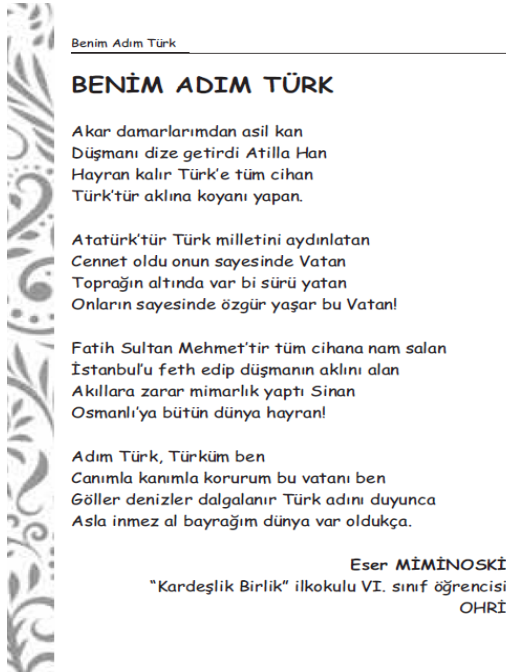 Benim Adım Türk
BENİM ADIM TÜRK
Akar damarlarımdan asil kan
Düşmanı dize getirdi Atilla Han
Hayran kalır Türk'e tüm cihan
Türk'tür aklına koyanı yapan.
Atatürk'tür Türk milletini aydınlatan
Cennet oldu onun sayesinde Vatan
Toprağın altında var bi sürü yatan
Onların sayesinde özgür yaşar bu Vatan!
Fatih Sultan Mehmet'tir tüm cihana nam salan
İstanbul'u feth edip düşmanın aklını alan
Akıllara zarar mimarlık yaptı Sinan
Osmanlı'ya bütün dünya hayran!
Adım Türk, Türküm ben
Canımla kanımla korurum bu vatanı ben
Göller denizler dalgalanır Türk adını duyunca
Asla inmez al bayrağım dünya var oldukça.
Eser MİMİNOSKİ
"Kardeşlik Birlik" ilkokulu VI. sınıf öğrencisi
OHRİ